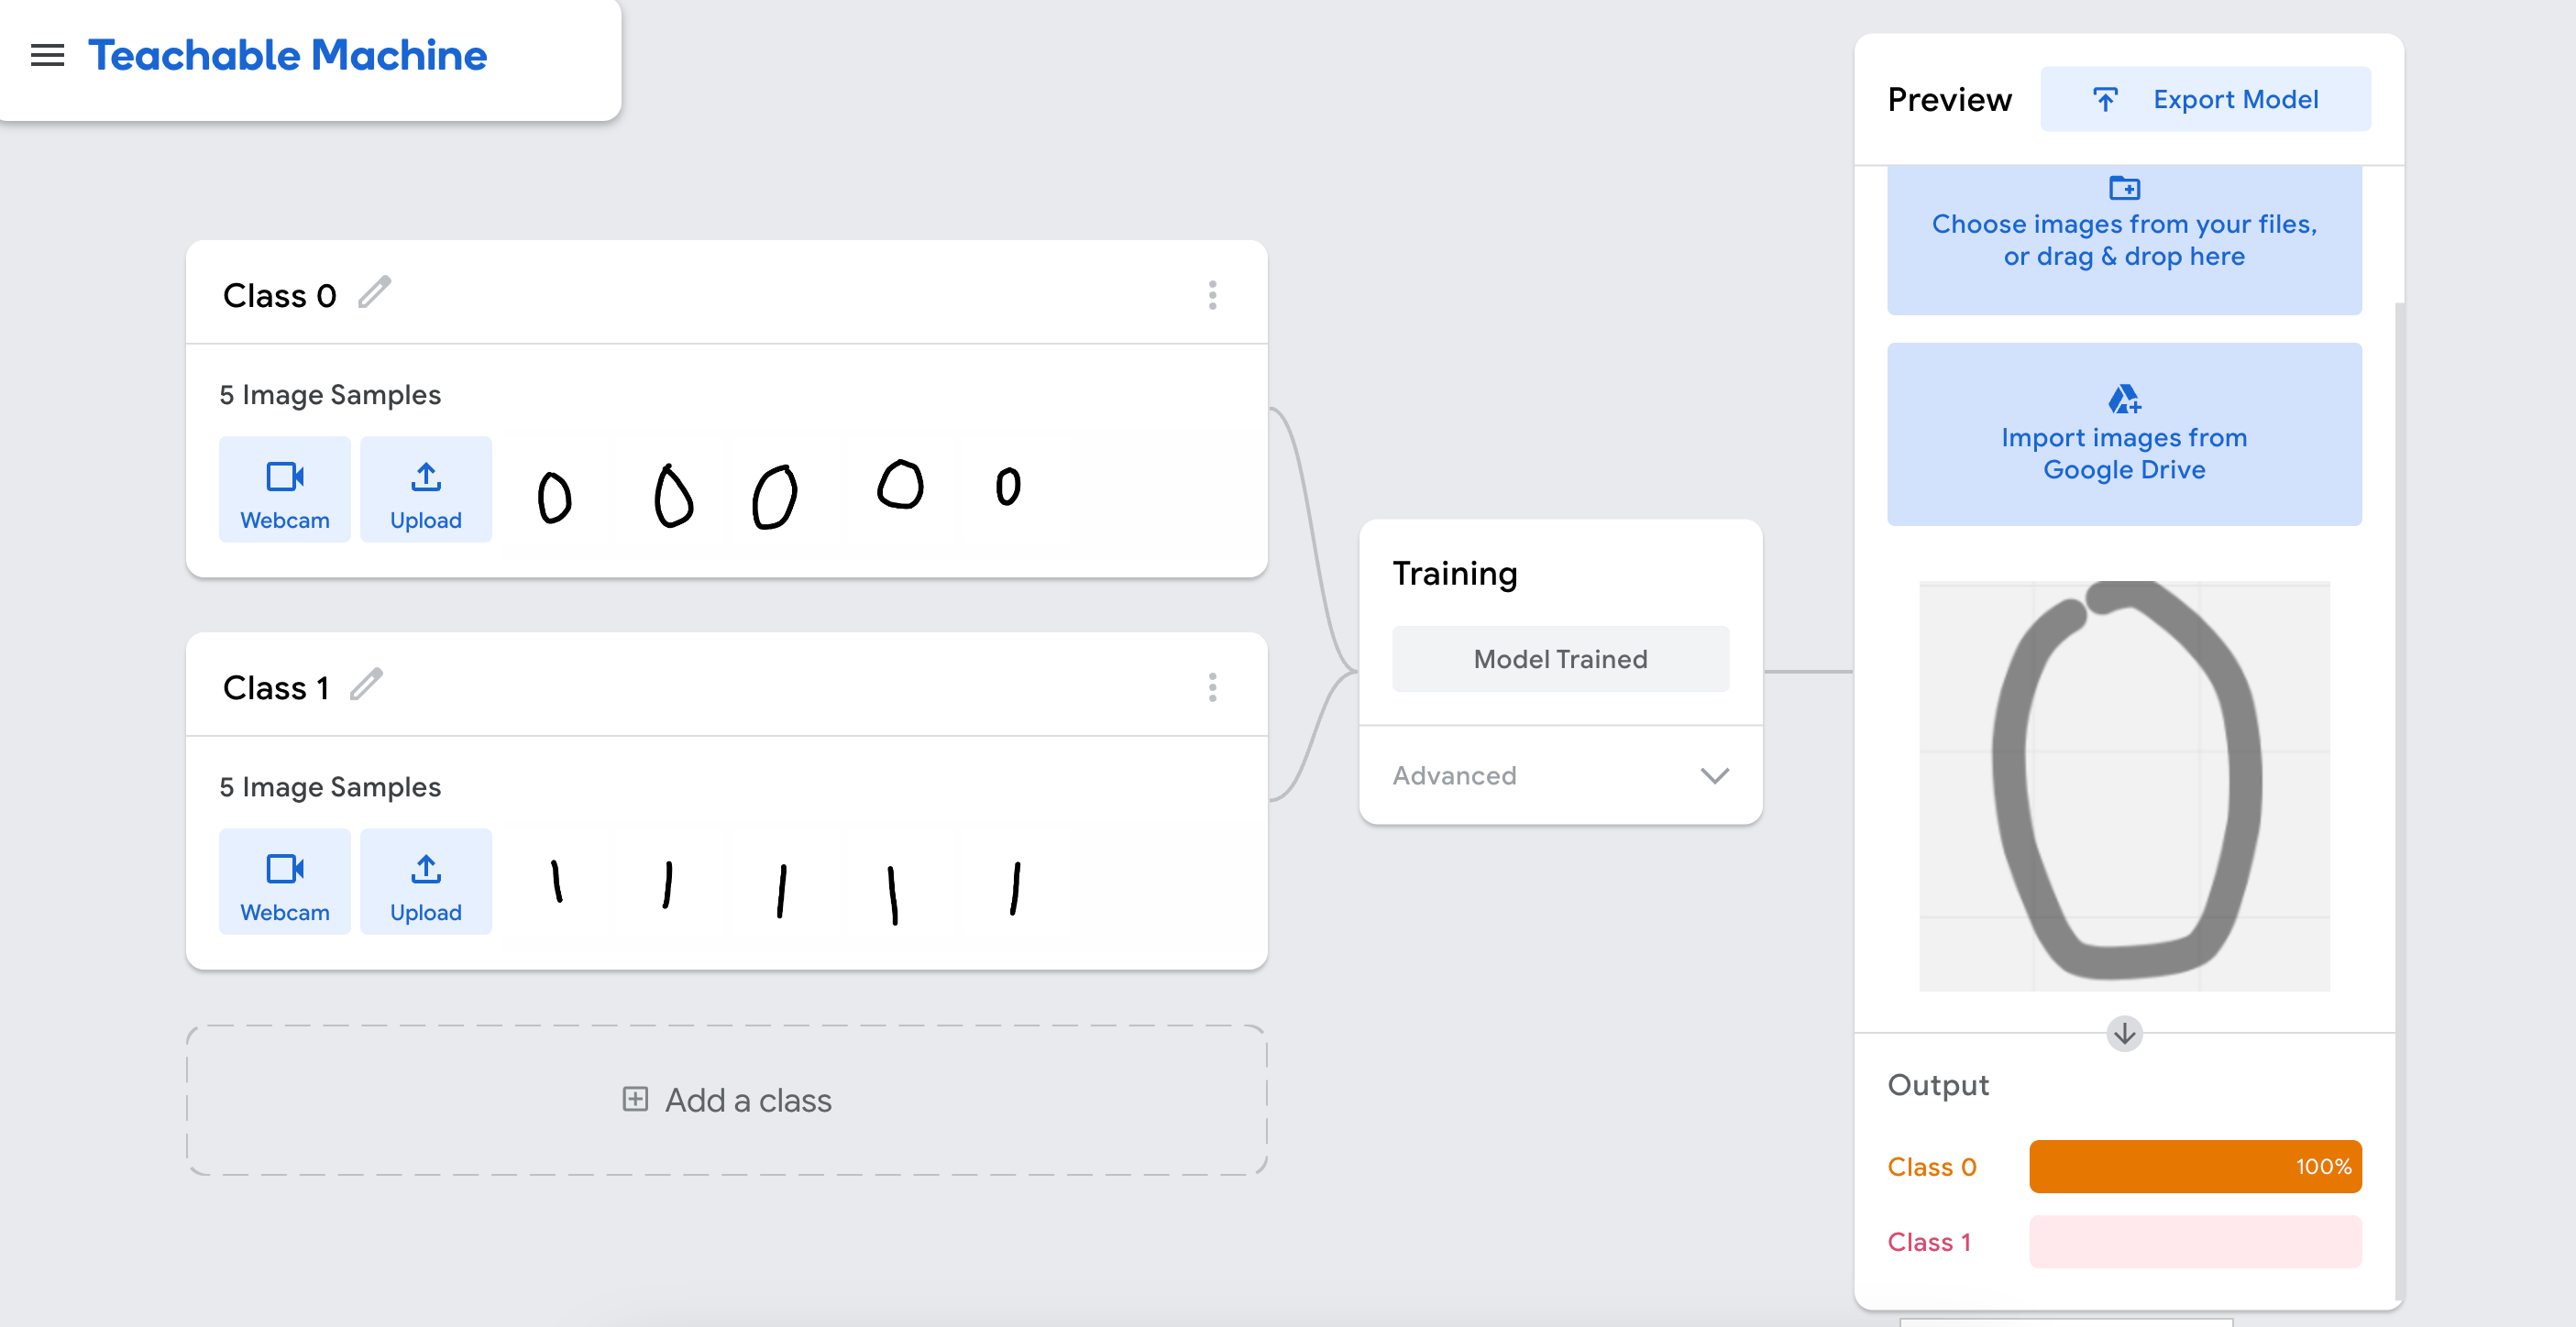 Teachable Machine
Class 0
5 Image Samples
Webcam
Upload
0 0 0 0 0
Class 1
5 Image Samples
Webcam
Upload
1 1 1 1 1
Add a class
Training
Model Trained
Advanced
Preview
Export Model
Choose images from your files,
or drag & drop here
Import images from
Google Drive
0
Output
Class 0
100%
Class 1